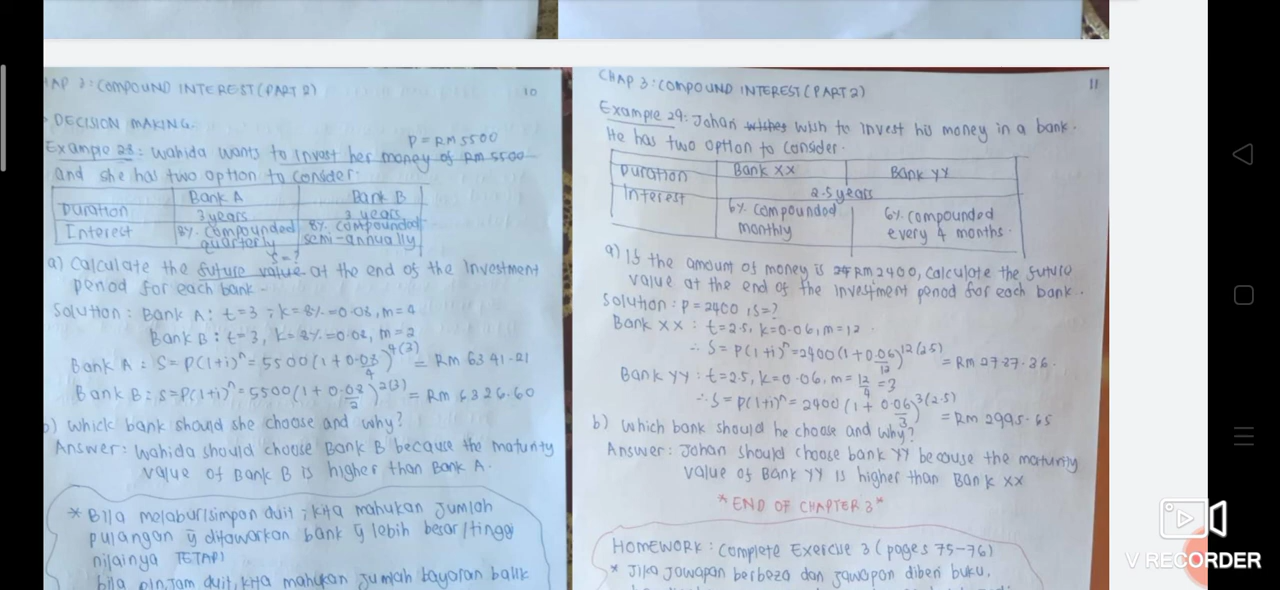 AP 3: COMPOUND INTEREST (PART 2) 10
DECISION MAKING.
P = RM 5500
Example 28: Wahida wants to invest her money of RM 5500
and she has two option to consider:
Bank A Bank B
Duration 3 years 3 years
Interest 8% compounded quarterly 8% compounded semi-annually
S=?
a) Calculate the future value at the end of the investment
period for each bank.
Solution: Bank A: t=3, k=8%=0.08, m=4
Bank B: t=3, k=8%=0.08, m=2
Bank A: S=P(1+i)^n=5500(1+0.08/4)^4(3)=RM 6341.21
Bank B: S=P(1+i)^n=5500(1+0.08/2)^2(3)=RM 6326.60
b) Which bank should she choose and why?
Answer: Wahida should choose Bank B because the maturity
value of Bank B is higher than Bank A.
* Bila melabur/simpan duit, kita mahukan jumlah
pulangan yg ditawarkan bank yg lebih besar/tinggi
nilainya TETAPI
bila pinjam duit, kita mahukan jumlah bayaran balik
CHAP 3: COMPOUND INTEREST (PART 2) 11
Example 29: Johan wishes wish to invest his money in a bank.
He has two option to consider.
Duration Bank XX Bank YY
Interest 2.5 years
6% compounded monthly 6% compounded every 4 months.
a) If the amount of money is RM 2400, calculate the future
value at the end of the investment period for each bank.
Solution: P=2400, S=?
Bank XX: t=2.5, k=0.06, m=12.
∴ S=P(1+i)^n=2400(1+0.06/12)^12(2.5)=RM 2787.36.
Bank YY: t=2.5, k=0.06, m=12/4=3
∴ S=P(1+i)^n=2400(1+0.06/3)^3(2.5)=RM 2995.65
b) Which bank should he choose and why?
Answer: Johan should choose bank YY because the maturity
value of Bank YY is higher than Bank XX
*END OF CHAPTER 3*
HOMEWORK: Complete Exercise 3 (pages 75-76)
* Jika jawapan berbeza dan jawapan diberi buku,
V RECORDER